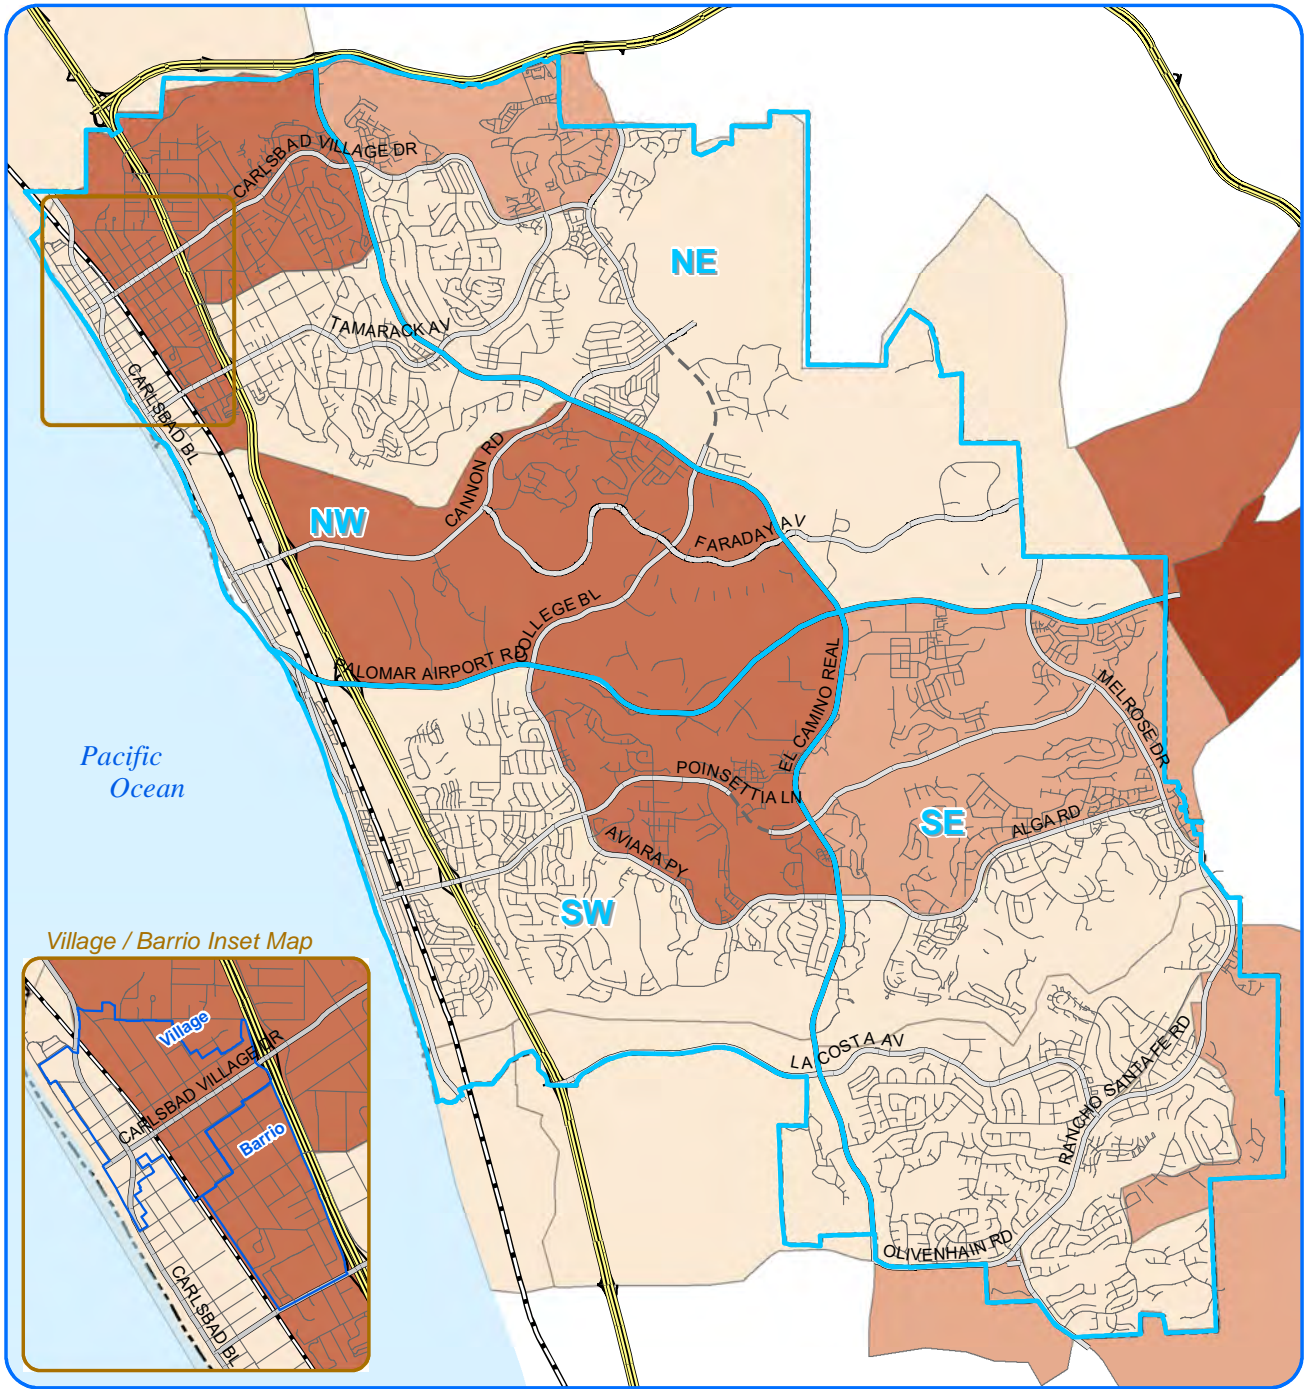 CARLSBAD VILLAGE DR
NE
TAMARACK AV
CARLSBAD BL
CANNON RD
NW
FARADAY AV
COLLEGE BL
PALOMAR AIRPORT RD
EL CAMINO REAL
MELROSE DR
Pacific
Ocean
POINSETTIA LN
SE
ALGA RD
AVIARA PY
SW
Village / Barrio Inset Map
Village
CARLSBAD VILLAGE DR
Barrio
CARLSBAD BL
LA COSTA AV
RANCHO SANTA FE RD
OLIVENHAIN RD